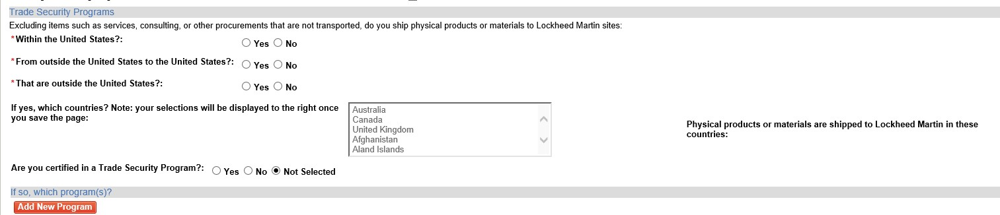 Trade Security Programs
Excluding items such as services, consulting, or other procurements that are not transported, do you ship physical products or materials to Lockheed Martin sites:
*Within the United States?: Yes No
*From outside the United States to the United States?: Yes No
*That are outside the United States?: Yes No
If yes, which countries? Note: your selections will be displayed to the right once
you save the page:
Australia
Canada
United Kingdom
Afghanistan
Aland Islands
Physical products or materials are shipped to Lockheed Martin in these
countries:
Are you certified in a Trade Security Program?: Yes No Not Selected
If so, which program(s)?
Add New Program